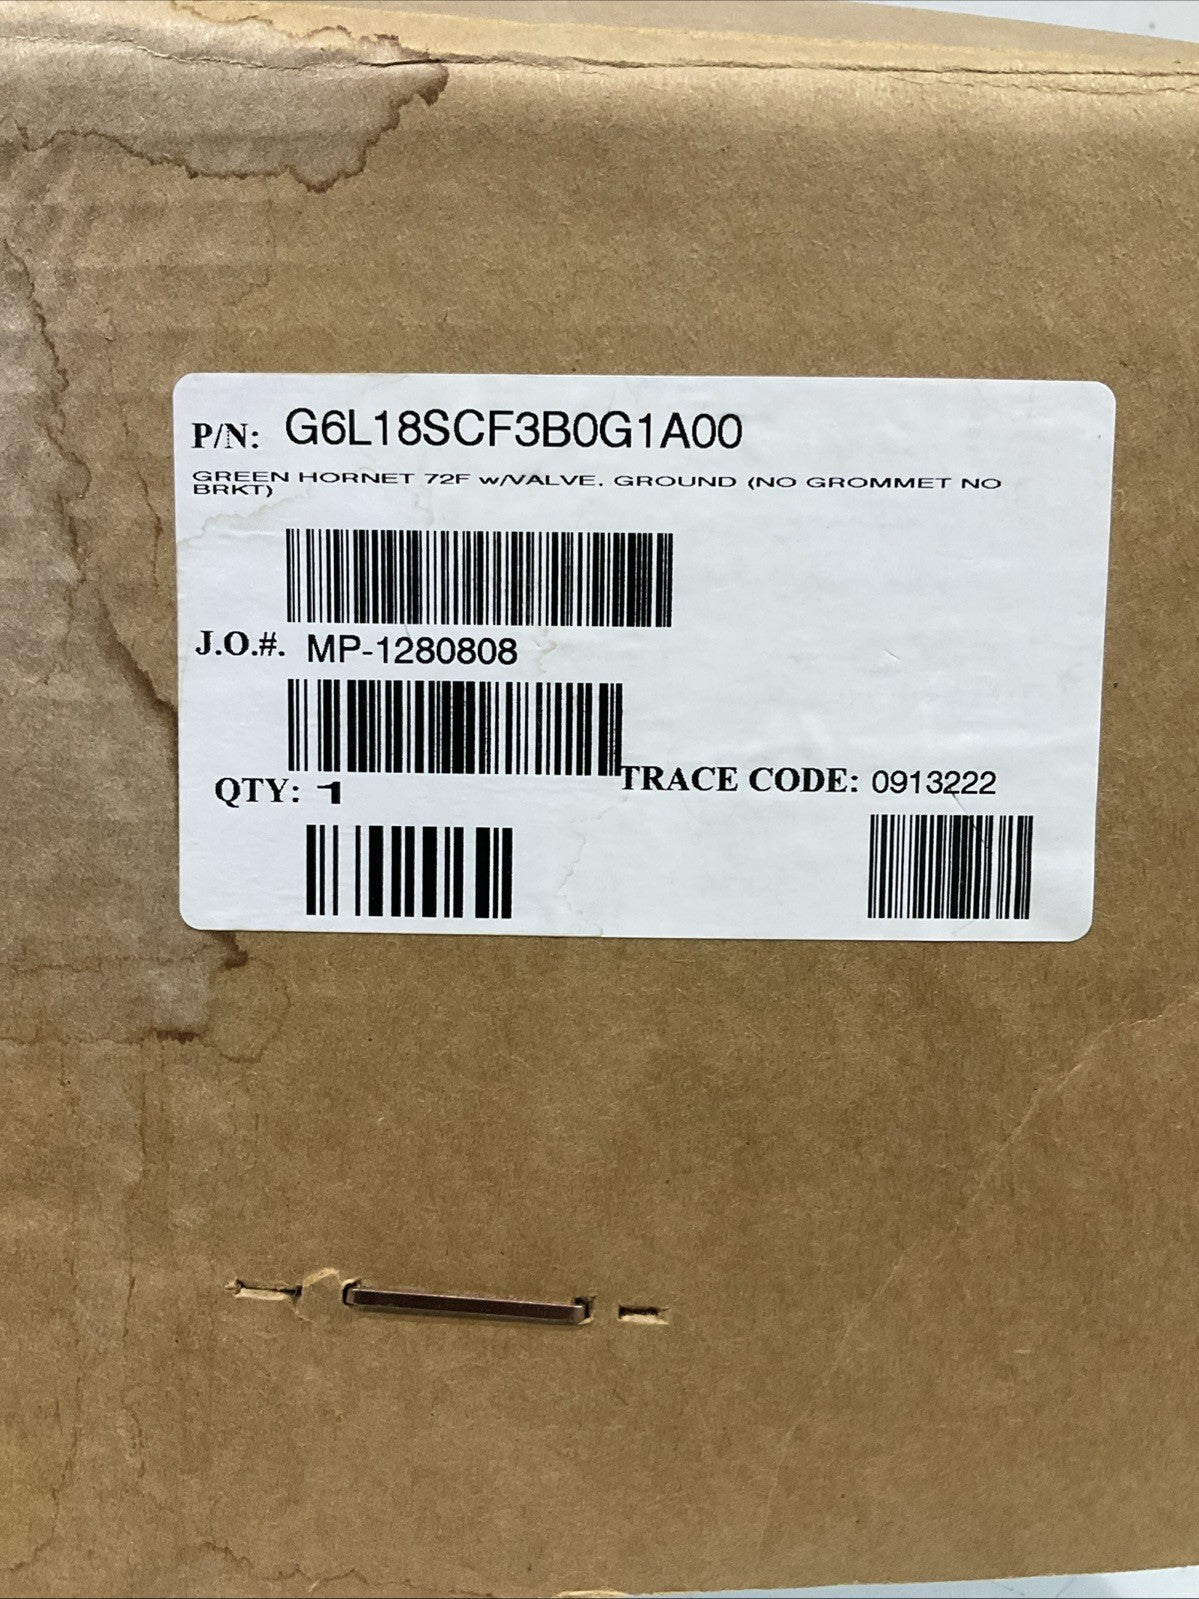 P/N: G6L18SCF3B0G1A00
GREEN HORNET 72F w/VALVE. GROUND (NO GROMMET NO
BRKT)
J.O.#. MP-1280808
QTY: 1 TRACE CODE: 0913222